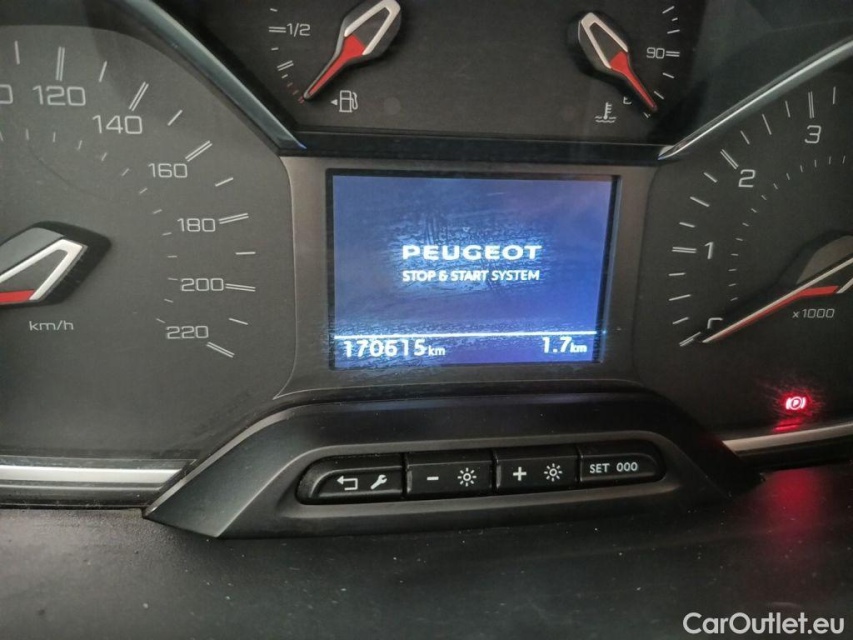 1/2
90
120
140
160
180
200
220
km/h
PEUGEOT
STOP & START SYSTEM
170615km 1.7km
3
2
1
x1000
- + SET 000
CarOutlet.eu